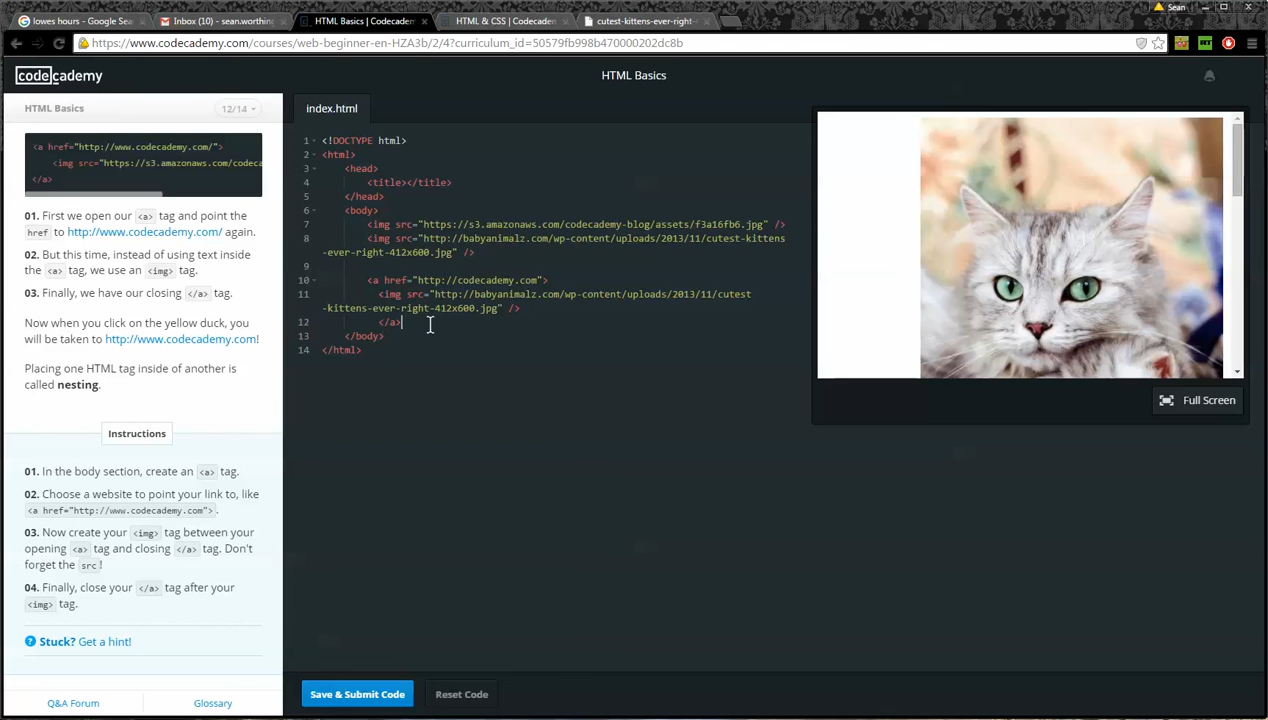 lowes hours - Google Sea
Inbox (10) - sean.worthing
HTML Basics | Codecadem
HTML & CSS | Codecadem
cutest-kittens-ever-right-
Sean
https://www.codecademy.com/courses/web-beginner-en-HZA3b/2/4?curriculum_id=50579fb998b470000202dc8b
codecademy
HTML Basics
HTML Basics
12/14
<a href="http://www.codecademy.com/">
<img src="https://s3.amazonaws.com/codeca
</a>
01. First we open our <a> tag and point the
href to http://www.codecademy.com/ again.
02. But this time, instead of using text inside
the <a> tag, we use an <img> tag.
03. Finally, we have our closing </a> tag.
Now when you click on the yellow duck, you
will be taken to http://www.codecademy.com!
Placing one HTML tag inside of another is
called nesting.
Instructions
01. In the body section, create an <a> tag.
02. Choose a website to point your link to, like
<a href="http://www.codecademy.com">.
03. Now create your <img> tag between your
opening <a> tag and closing </a> tag. Don't
forget the src!
04. Finally, close your </a> tag after your
<img> tag.
Stuck? Get a hint!
Q&A Forum
Glossary
index.html
1 <!DOCTYPE html>
2 <html>
3 <head>
4 <title></title>
5 </head>
6 <body>
7 <img src="https://s3.amazonaws.com/codecademy-blog/assets/f3a16fb6.jpg" />
8 <img src="http://babyanimalz.com/wp-content/uploads/2013/11/cutest-kittens
-ever-right-412x600.jpg" />
9
10 <a href="http://codecademy.com">
11 <img src="http://babyanimalz.com/wp-content/uploads/2013/11/cutest
-kittens-ever-right-412x600.jpg" />
12 </a>
13 </body>
14 </html>
Full Screen
Save & Submit Code
Reset Code